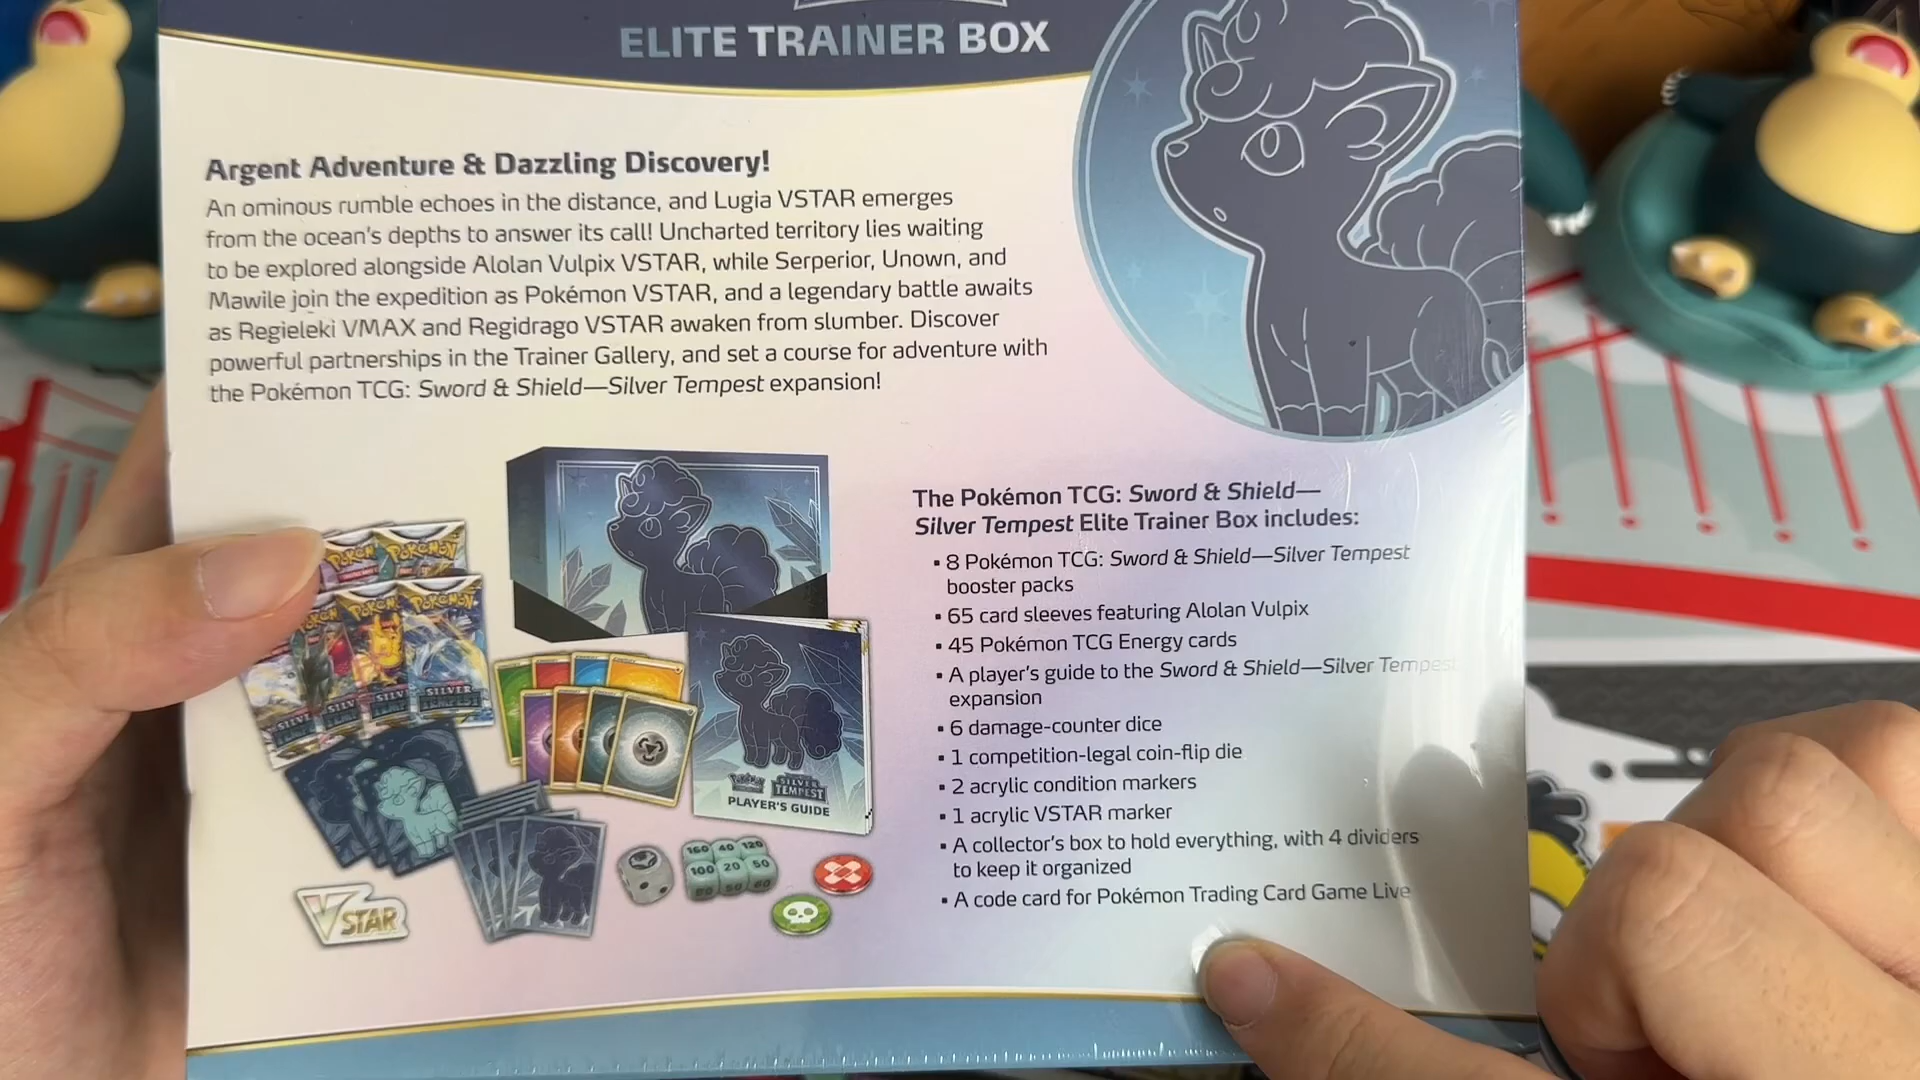 ELITE TRAINER BOX
Argent Adventure & Dazzling Discovery!
An ominous rumble echoes in the distance, and Lugia VSTAR emerges
from the ocean's depths to answer its call! Uncharted territory lies waiting
to be explored alongside Alolan Vulpix VSTAR, while Serperior, Unown, and
Mawile join the expedition as Pokémon VSTAR, and a legendary battle awaits
as Regieleki VMAX and Regidrago VSTAR awaken from slumber. Discover
powerful partnerships in the Trainer Gallery, and set a course for adventure with
the Pokémon TCG: Sword & Shield—Silver Tempest expansion!
The Pokémon TCG: Sword & Shield—
Silver Tempest Elite Trainer Box includes:
▪ 8 Pokémon TCG: Sword & Shield—Silver Tempest
booster packs
▪ 65 card sleeves featuring Alolan Vulpix
▪ 45 Pokémon TCG Energy cards
▪ A player's guide to the Sword & Shield—Silver Tempest
expansion
▪ 6 damage-counter dice
▪ 1 competition-legal coin-flip die
▪ 2 acrylic condition markers
▪ 1 acrylic VSTAR marker
▪ A collector's box to hold everything, with 4 dividers
to keep it organized
▪ A code card for Pokémon Trading Card Game Live
POKÉMON
POKÉMON
POKÉMON
SILVER
TEMPEST
Pokémon
SILVER
TEMPEST
PLAYER'S GUIDE
160 40 120
100 20 50
VSTAR